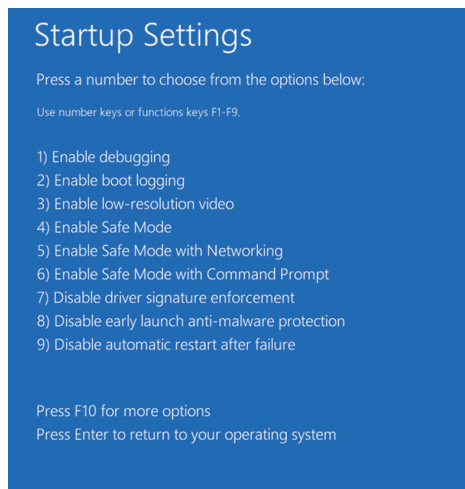 Startup Settings
Press a number to choose from the options below:
Use number keys or functions keys F1-F9.
1) Enable debugging
2) Enable boot logging
3) Enable low-resolution video
4) Enable Safe Mode
5) Enable Safe Mode with Networking
6) Enable Safe Mode with Command Prompt
7) Disable driver signature enforcement
8) Disable early launch anti-malware protection
9) Disable automatic restart after failure
Press F10 for more options
Press Enter to return to your operating system